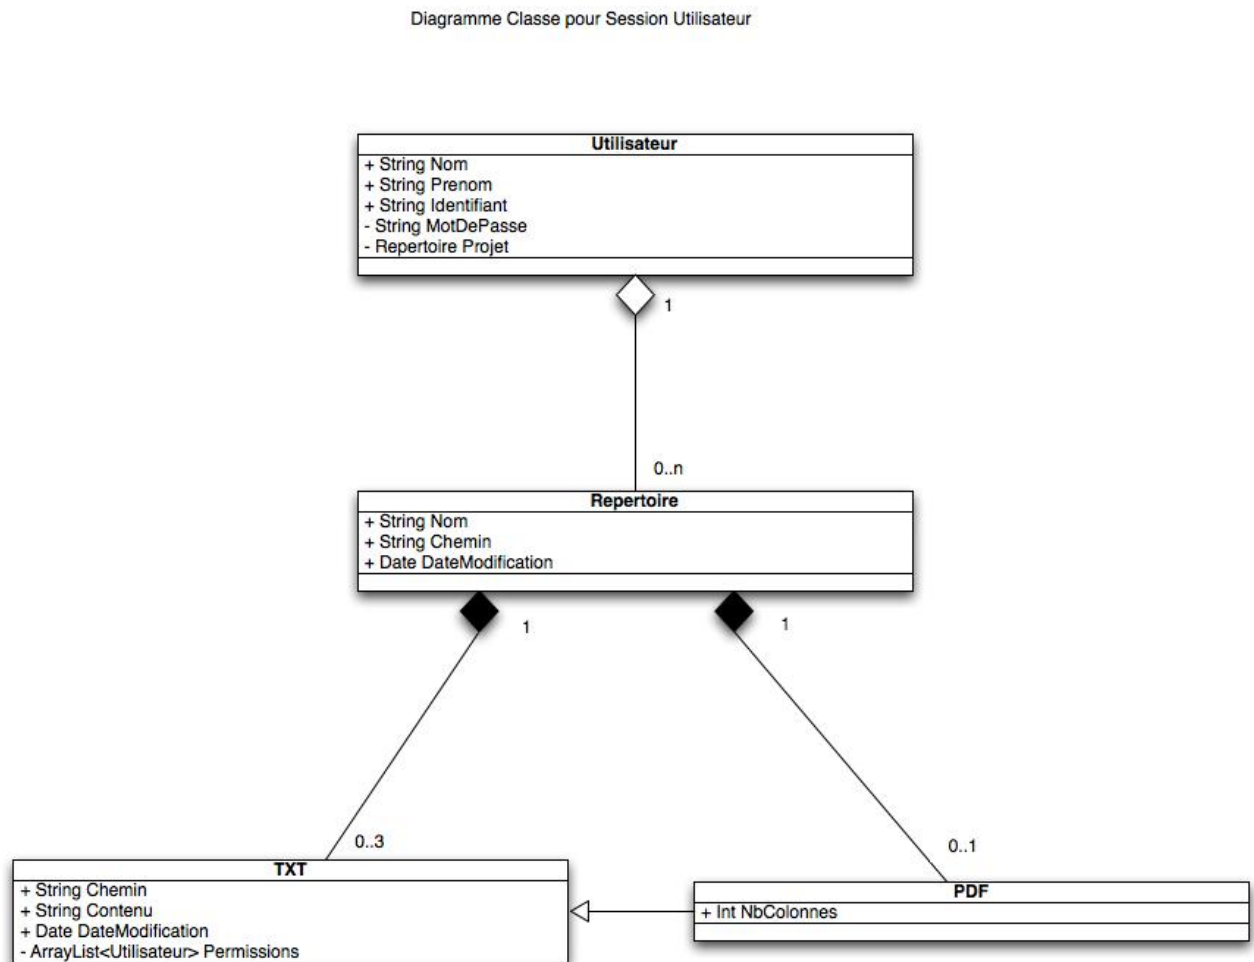 Diagramme Classe pour Session Utilisateur
Utilisateur
+ String Nom
+ String Prenom
+ String Identifiant
- String MotDePasse
- Repertoire Projet
1
0..n
Repertoire
+ String Nom
+ String Chemin
+ Date DateModification
1
1
0..3
0..1
TXT
+ String Chemin
+ String Contenu
+ Date DateModification
- ArrayList<Utilisateur> Permissions
PDF
+ Int NbColonnes